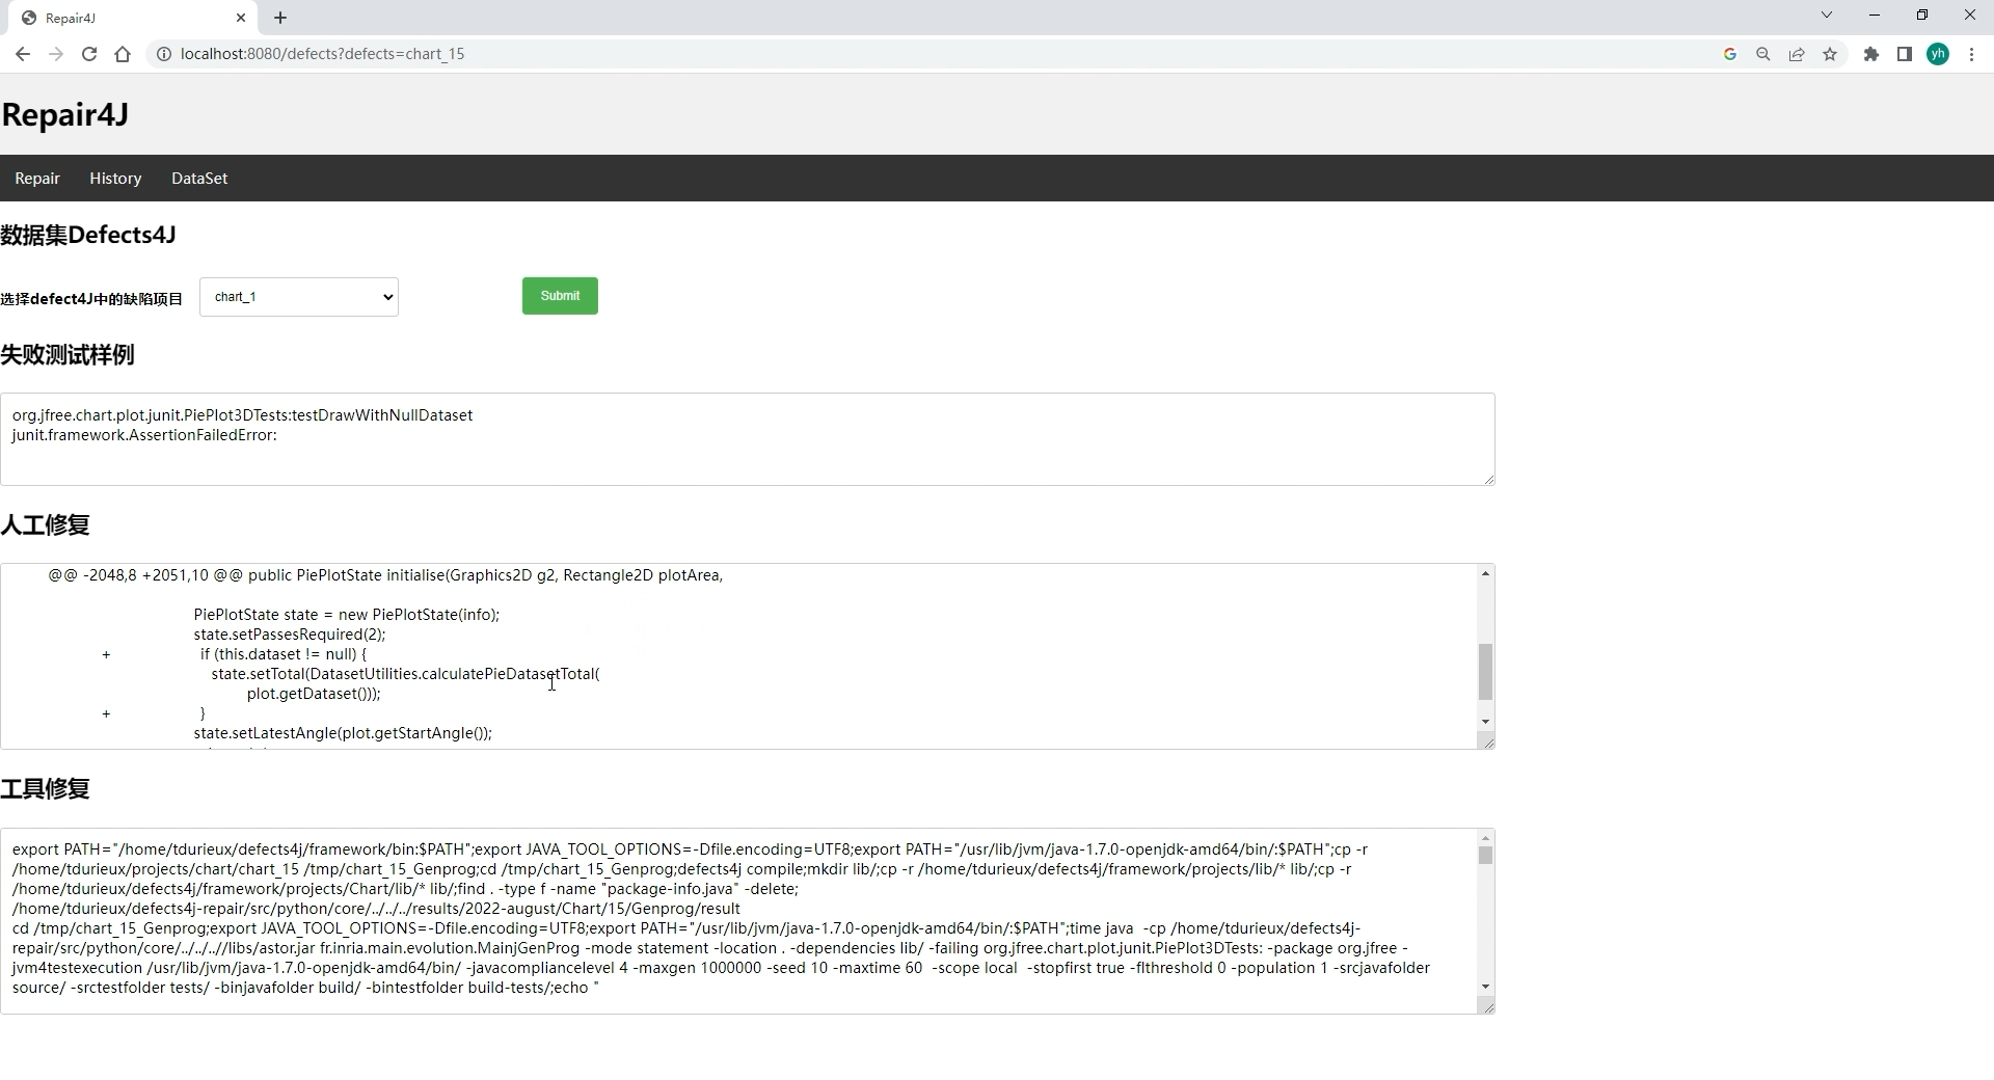 Repair4J
localhost:8080/defects?defects=chart_15
yh
Repair4J
Repair
History
DataSet
数据集Defects4J
选择defect4J中的缺陷项目
chart_1
Submit
失败测试样例
org.jfree.chart.plot.junit.PiePlot3DTests:testDrawWithNullDataset
junit.framework.AssertionFailedError:
人工修复
@@ -2048,8 +2051,10 @@ public PiePlotState initialise(Graphics2D g2, Rectangle2D plotArea,
PiePlotState state = new PiePlotState(info);
state.setPassesRequired(2);
+ if (this.dataset != null) {
state.setTotal(DatasetUtilities.calculatePieDatasetTotal(
plot.getDataset()));
+ }
state.setLatestAngle(plot.getStartAngle());
工具修复
export PATH="/home/tdurieux/defects4j/framework/bin:$PATH";export JAVA_TOOL_OPTIONS=-Dfile.encoding=UTF8;export PATH="/usr/lib/jvm/java-1.7.0-openjdk-amd64/bin/:$PATH";cp -r
/home/tdurieux/projects/chart/chart_15 /tmp/chart_15_Genprog;cd /tmp/chart_15_Genprog;defects4j compile;mkdir lib/;cp -r /home/tdurieux/defects4j/framework/projects/lib/* lib/;cp -r
/home/tdurieux/defects4j/framework/projects/Chart/lib/* lib/;find . -type f -name "package-info.java" -delete;
/home/tdurieux/defects4j-repair/src/python/core/../../../results/2022-august/Chart/15/Genprog/result
cd /tmp/chart_15_Genprog;export JAVA_TOOL_OPTIONS=-Dfile.encoding=UTF8;export PATH="/usr/lib/jvm/java-1.7.0-openjdk-amd64/bin/:$PATH";time java -cp /home/tdurieux/defects4j-
repair/src/python/core/../../..//libs/astor.jar fr.inria.main.evolution.MainjGenProg -mode statement -location . -dependencies lib/ -failing org.jfree.chart.plot.junit.PiePlot3DTests: -package org.jfree -
jvm4testexecution /usr/lib/jvm/java-1.7.0-openjdk-amd64/bin/ -javacompliancelevel 4 -maxgen 1000000 -seed 10 -maxtime 60 -scope local -stopfirst true -flthreshold 0 -population 1 -srcjavafolder
source/ -srctestfolder tests/ -binjavafolder build/ -bintestfolder build-tests/;echo "